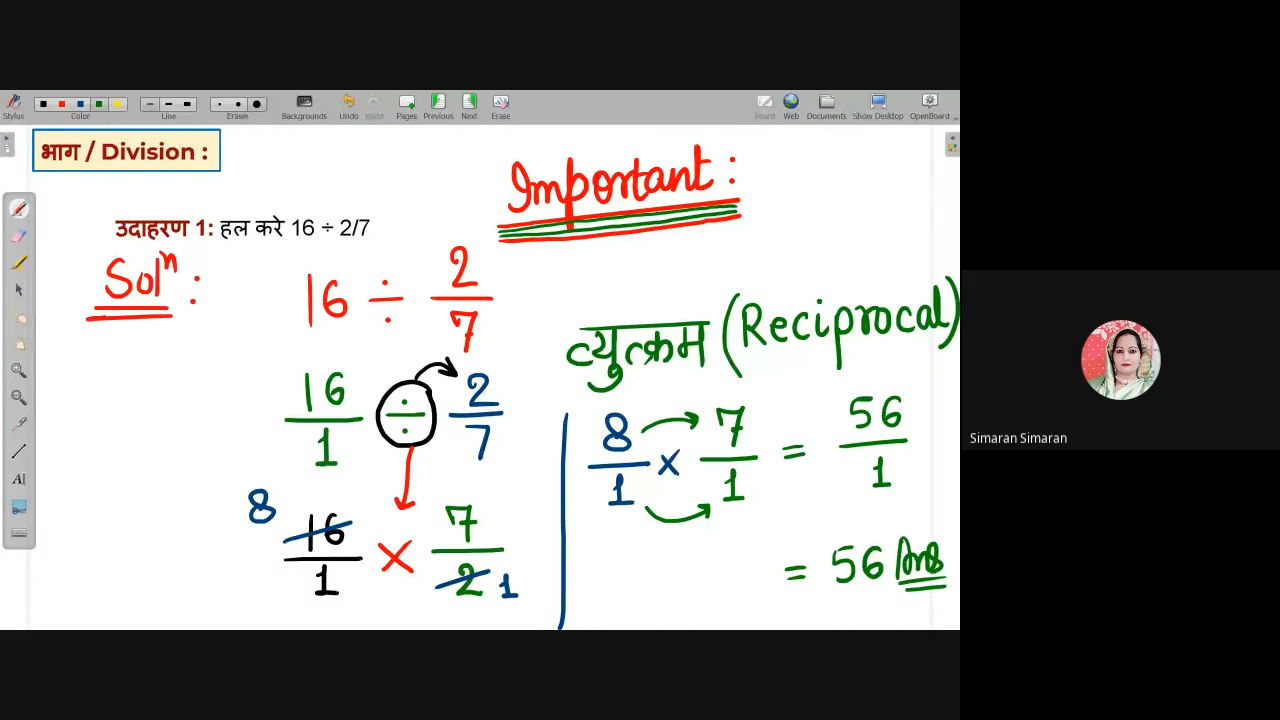 Stylus Color Line Eraser Backgrounds Undo Redo Pages Previous Next Erase Board Web Documents Show Desktop OpenBoard
भाग / Division :
Important :
उदाहरण 1: हल करे 16 ÷ 2/7
Solⁿ :
16 ÷ 2/7
16/1 ÷ 2/7
8
16/1 × 7/2 1
व्युत्क्रम (Reciprocal)
8/1 × 7/1 = 56/1
= 56 Ans
Simaran Simaran